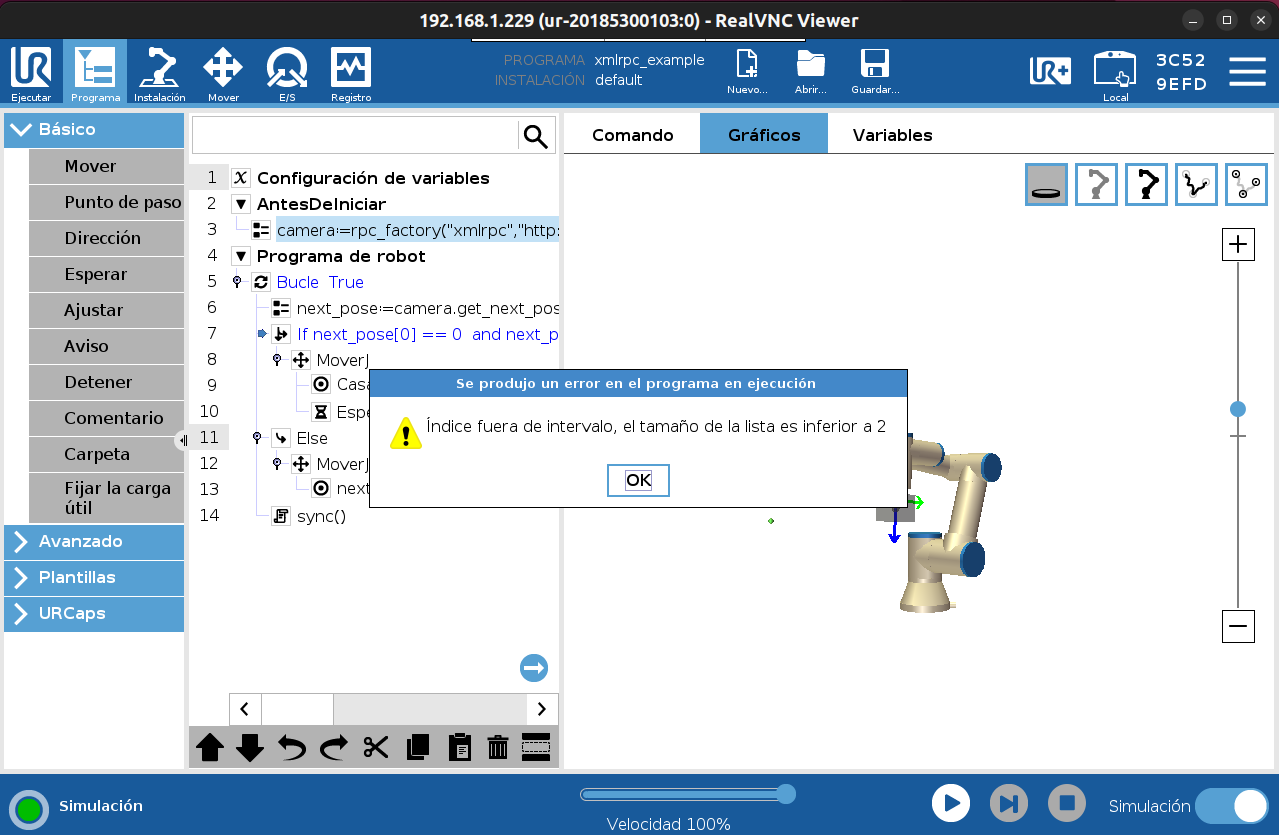 192.168.1.229 (ur-20185300103:0) - RealVNC Viewer
Ejecutar
Programa
Instalación
Mover
E/S
Registro
PROGRAMA xmlrpc_example
INSTALACIÓN default
Nuevo...
Abrir...
Guardar...
UR+
Local
3C52
9EFD
Básico
Mover
Punto de paso
Dirección
Esperar
Ajustar
Aviso
Detener
Comentario
Carpeta
Fijar la carga
útil
Avanzado
Plantillas
URCaps
1 X Configuración de variables
2 AntesDeIniciar
3 camera:=rpc_factory("xmlrpc","http:
4 Programa de robot
5 Bucle True
6 next_pose:=camera.get_next_pos
7 If next_pose[0] == 0 and next_p
8 MoverJ
9 Casa
10 Espe
11 Else
12 MoverJ
13 next
14 sync()
Comando
Gráficos
Variables
Se produjo un error en el programa en ejecución
Índice fuera de intervalo, el tamaño de la lista es inferior a 2
OK
Simulación
Velocidad 100%
Simulación